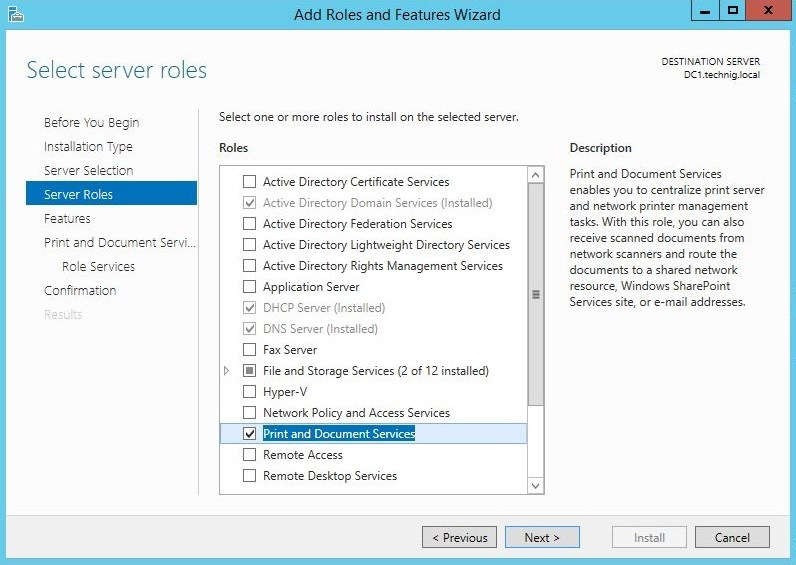 Add Roles and Features Wizard
Select server roles
DESTINATION SERVER
DC1.technig.local
Before You Begin
Installation Type
Server Selection
Server Roles
Features
Print and Document Servi...
Role Services
Confirmation
Results
Select one or more roles to install on the selected server.
Roles
Active Directory Certificate Services
Active Directory Domain Services (Installed)
Active Directory Federation Services
Active Directory Lightweight Directory Services
Active Directory Rights Management Services
Application Server
DHCP Server (Installed)
DNS Server (Installed)
Fax Server
File and Storage Services (2 of 12 installed)
Hyper-V
Network Policy and Access Services
Print and Document Services
Remote Access
Remote Desktop Services
Description
Print and Document Services
enables you to centralize print server
and network printer management
tasks. With this role, you can also
receive scanned documents from
network scanners and route the
documents to a shared network
resource, Windows SharePoint
Services site, or e-mail addresses.
< Previous
Next >
Install
Cancel